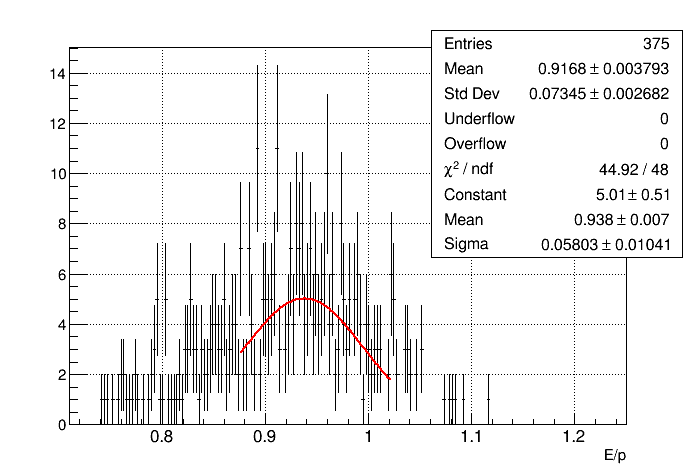 Entries 375
Mean 0.9168 ± 0.003793
Std Dev 0.07345 ± 0.002682
Underflow 0
Overflow 0
χ² / ndf 44.92 / 48
Constant 5.01 ± 0.51
Mean 0.938 ± 0.007
Sigma 0.05803 ± 0.01041
14
12
10
8
6
4
2
0
0.8 0.9 1 1.1 1.2
E/p